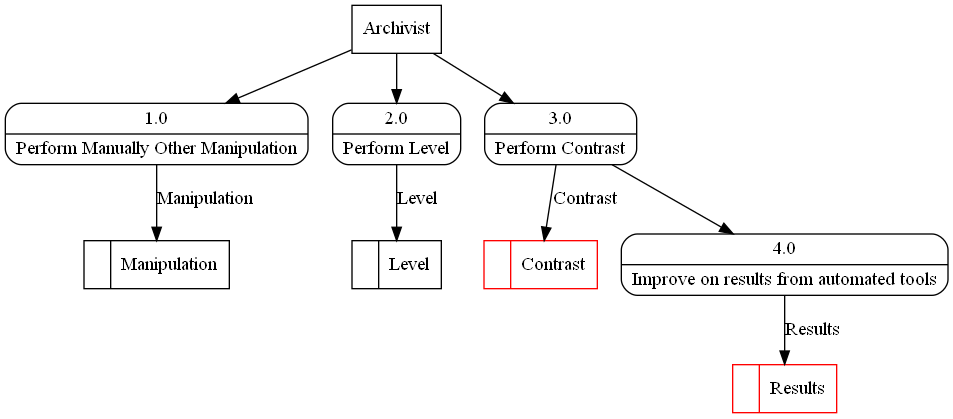 Archivist
1.0
Perform Manually Other Manipulation
2.0
Perform Level
3.0
Perform Contrast
Manipulation
Level
Contrast
Manipulation
Level
Contrast
4.0
Improve on results from automated tools
Results
Results